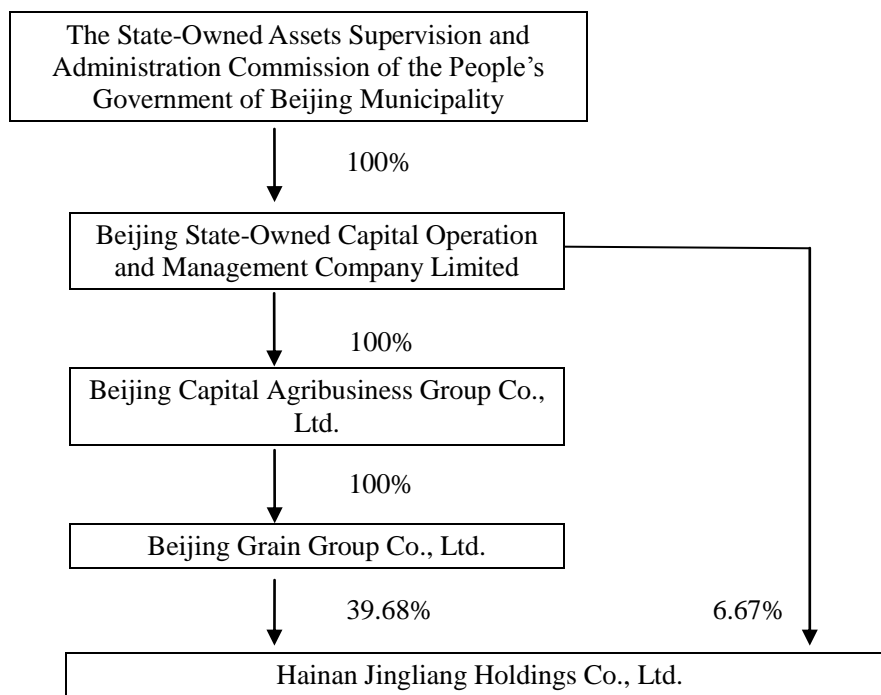 The State-Owned Assets Supervision and
Administration Commission of the People’s
Government of Beijing Municipality
100%
Beijing State-Owned Capital Operation
and Management Company Limited
100%
Beijing Capital Agribusiness Group Co.,
Ltd.
100%
Beijing Grain Group Co., Ltd.
39.68%
6.67%
Hainan Jingliang Holdings Co., Ltd.